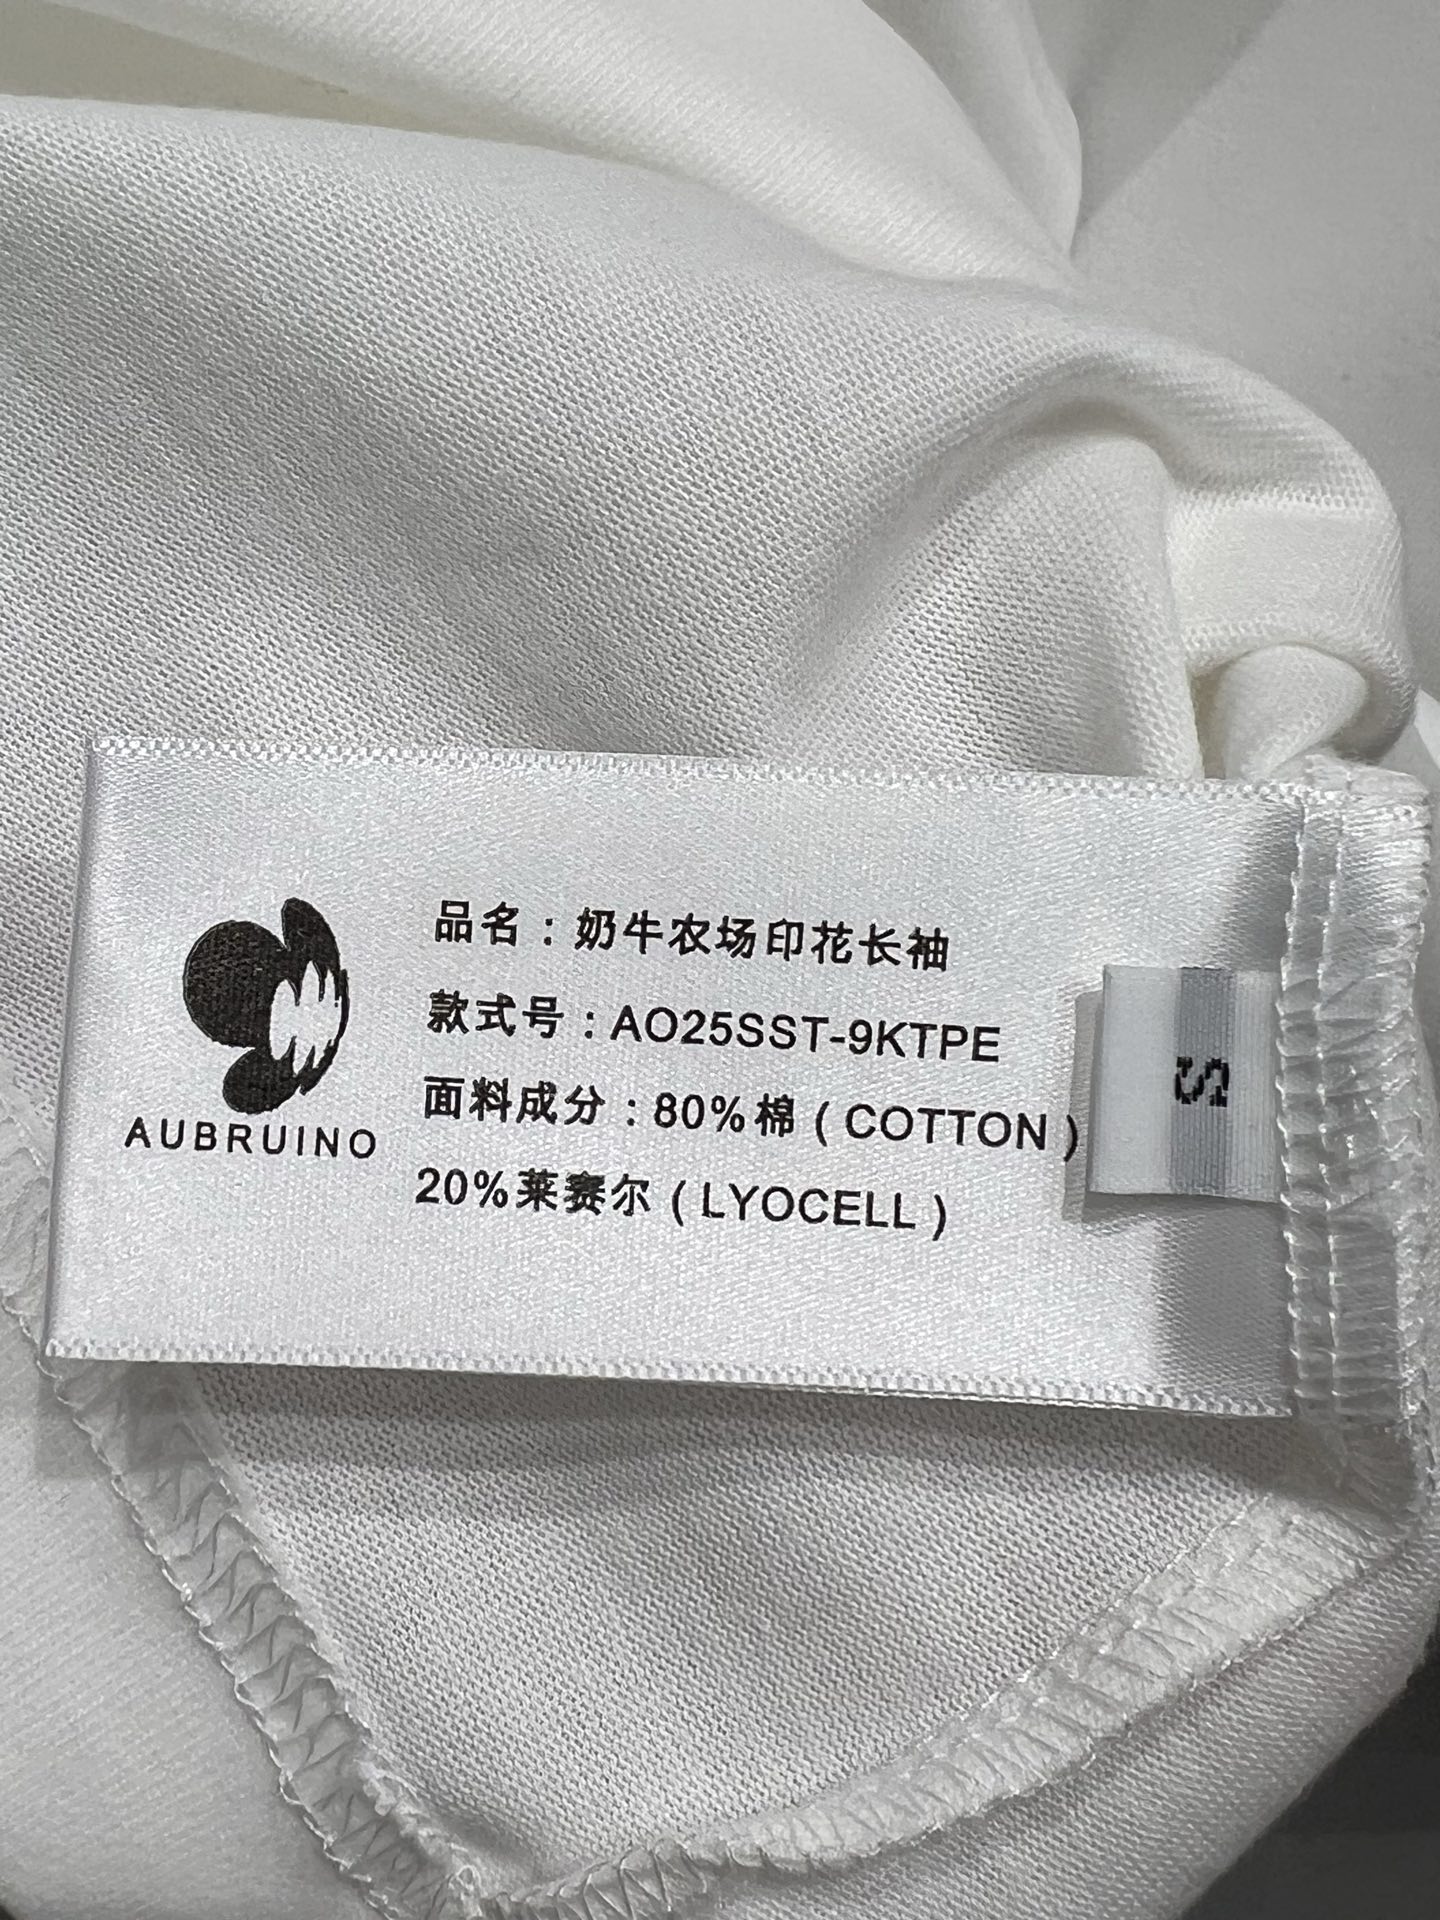 品名：奶牛农场印花长袖
款式号：AO25SST-9KTPE
面料成分：80%棉（COTTON）
20%莱赛尔（LYOCELL）
AUBRUINO
S